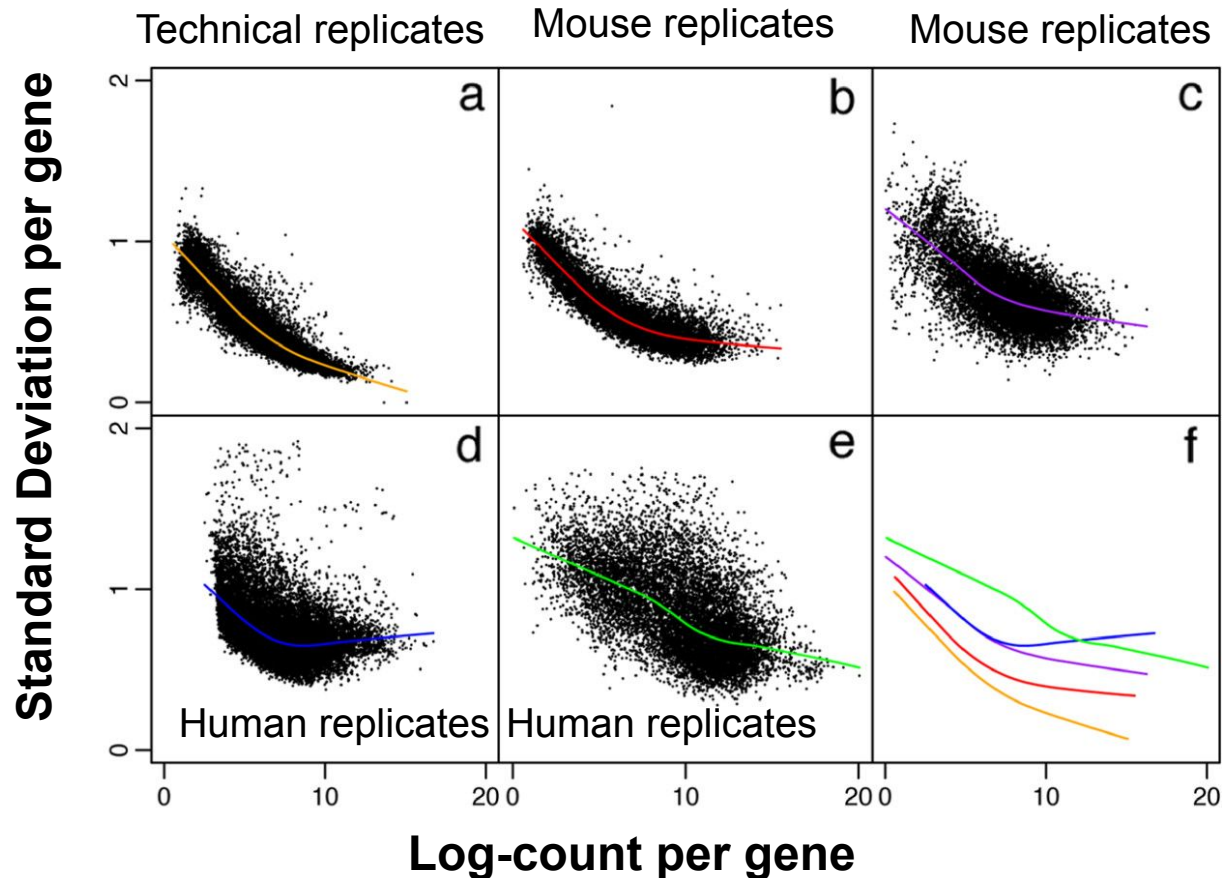 Technical replicates
Mouse replicates
Mouse replicates
Standard Deviation per gene
2
1
0
a
b
c
2
1
0
d
e
f
Human replicates
Human replicates
0 10 20
0 10 20
0 10 20
Log-count per gene